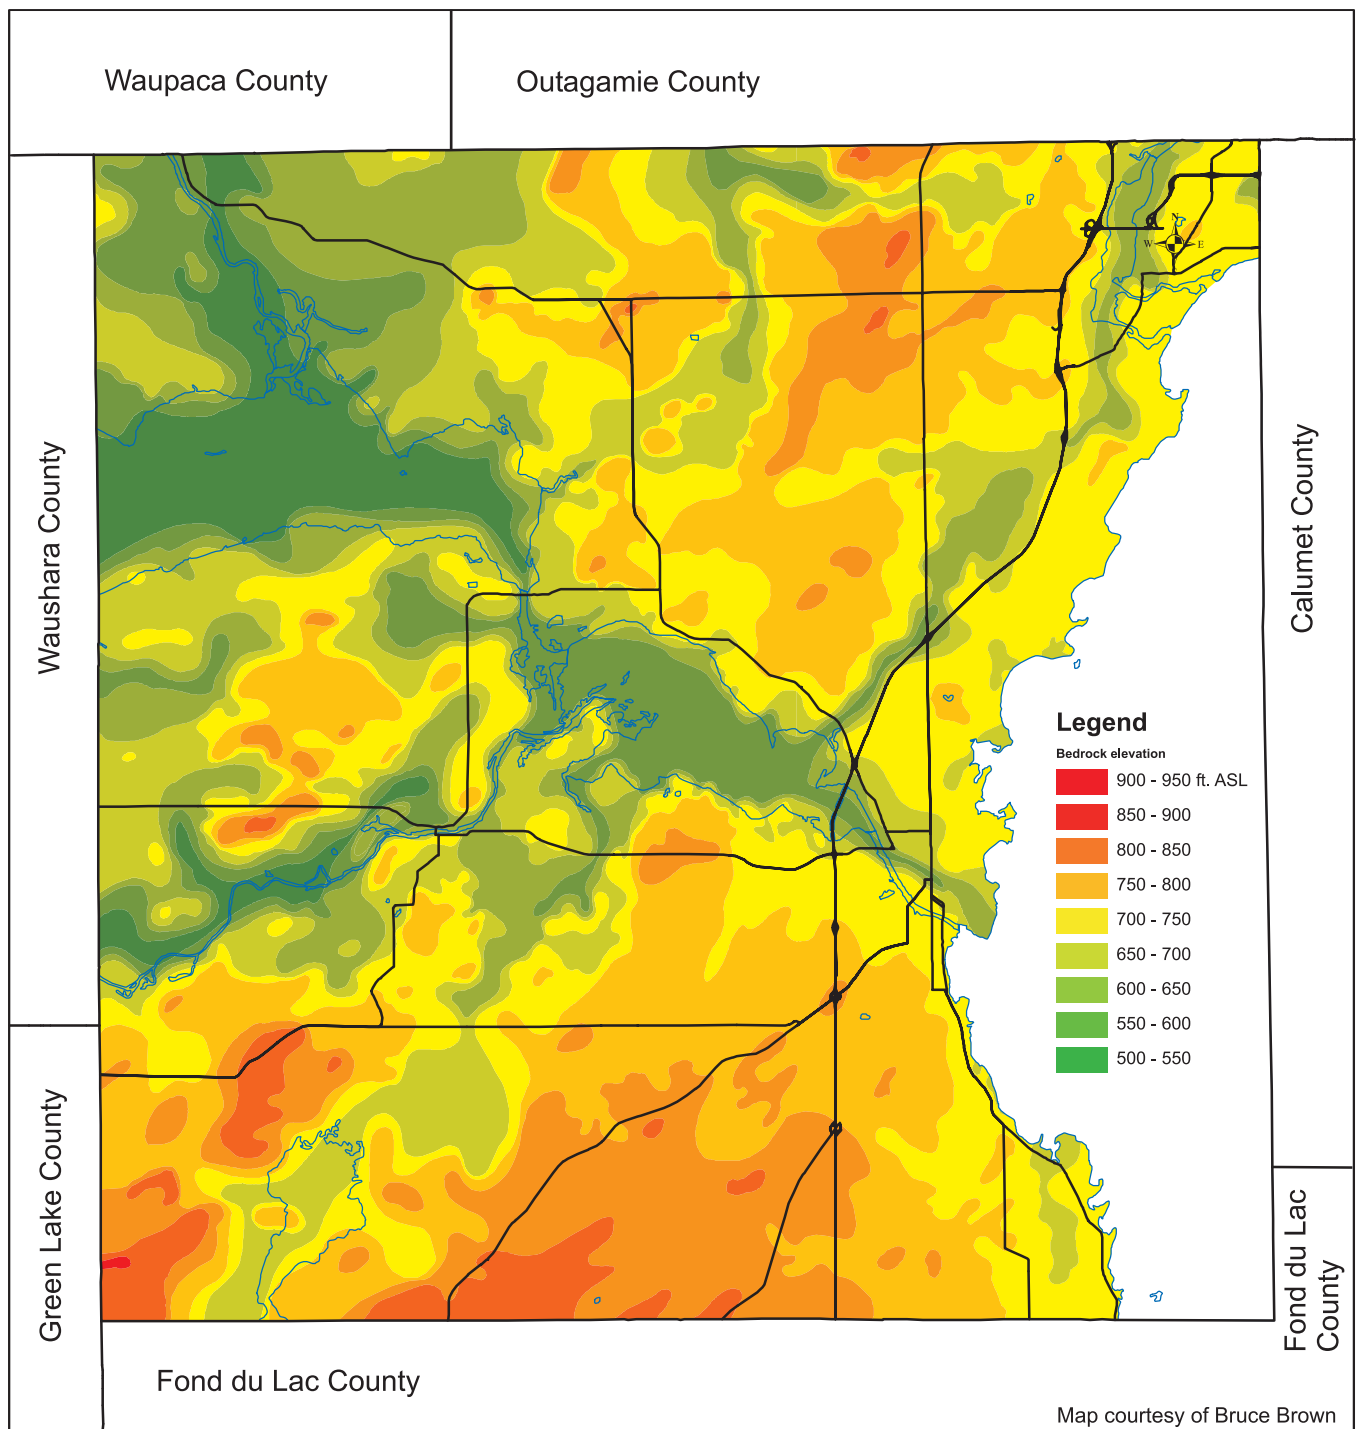 Waupaca County
Outagamie County
N
W
E
Waushara County
Calumet County
Legend
Bedrock elevation
900 - 950 ft. ASL
850 - 900
800 - 850
750 - 800
700 - 750
650 - 700
600 - 650
550 - 600
500 - 550
Green Lake County
Fond du Lac
County
Fond du Lac County
Map courtesy of Bruce Brown